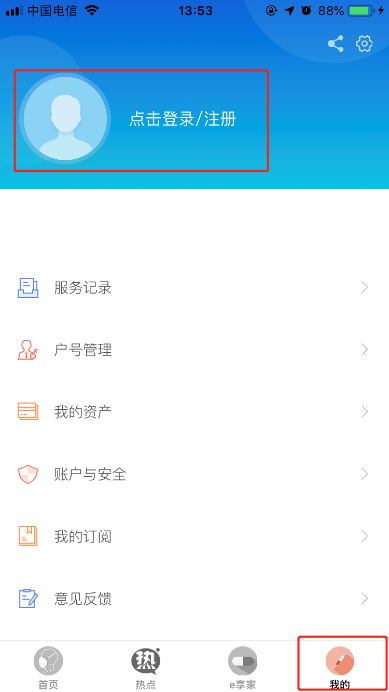 中国电信 13:53 88%
点击登录/注册
服务记录
户号管理
我的资产
账户与安全
我的订阅
意见反馈
热
首页 热点 e享家 我的